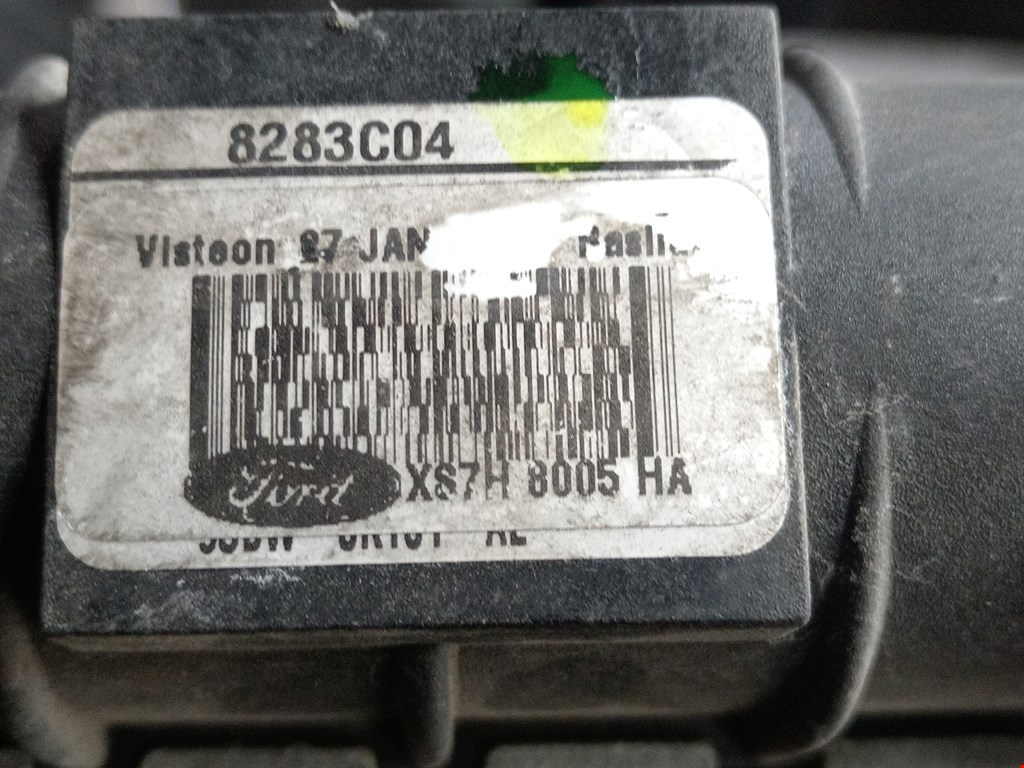 8283C04
Visteon 27 JAN
Ford XS7H 8005 HA